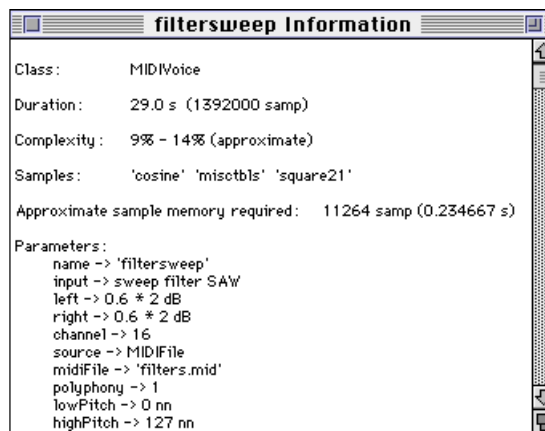 filtersweep Information
Class: MIDIVoice
Duration: 29.0 s (1392000 samp)
Complexity: 9% - 14% (approximate)
Samples: 'cosine' 'misctbls' 'square21'
Approximate sample memory required: 11264 samp (0.234667 s)
Parameters:
name -> 'filtersweep'
input -> sweep filter SAW
left -> 0.6 * 2 dB
right -> 0.6 * 2 dB
channel -> 16
source -> MIDIFile
midiFile -> 'filters.mid'
polyphony -> 1
lowPitch -> 0 nn
highPitch -> 127 nn